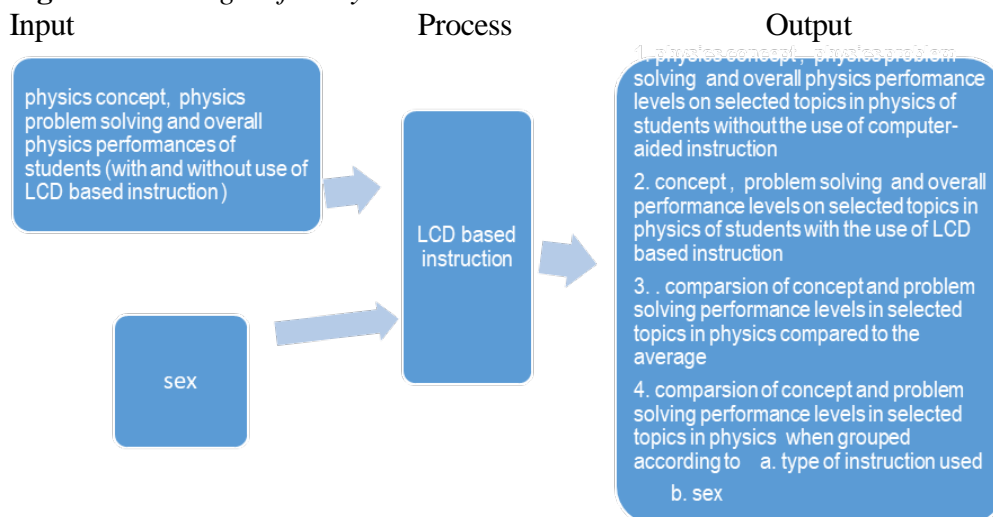 Input Process Output
physics concept, physics
problem solving and overall
physics performances of
students (with and without use of
LCD based instruction )
sex
LCD based
instruction
1. physics concept , physics problem
solving and overall physics performance
levels on selected topics in physics of
students without the use of computer-
aided instruction
2. concept , problem solving and overall
performance levels on selected topics in
physics of students with the use of LCD
based instruction
3. . comparsion of concept and problem
solving performance levels in selected
topics in physics compared to the
average
4. comparsion of concept and problem
solving performance levels in selected
topics in physics when grouped
according to a. type of instruction used
b. sex